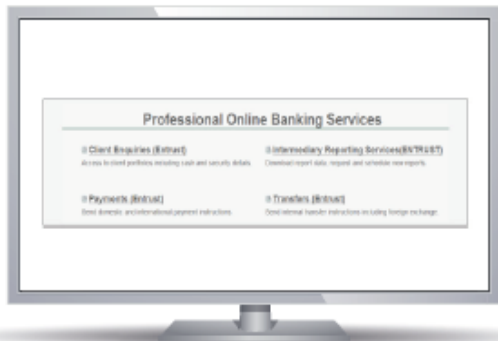 Professional Online Banking Services
Client Enquiries (Entrust)
Access to client portfolios including cash and security details.
Intermediary Reporting Services(ENTRUST)
Download report data, request and schedule new reports.
Payments (Entrust)
Send domestic and international payment instructions.
Transfers (Entrust)
Send internal transfer instructions including foreign exchange.